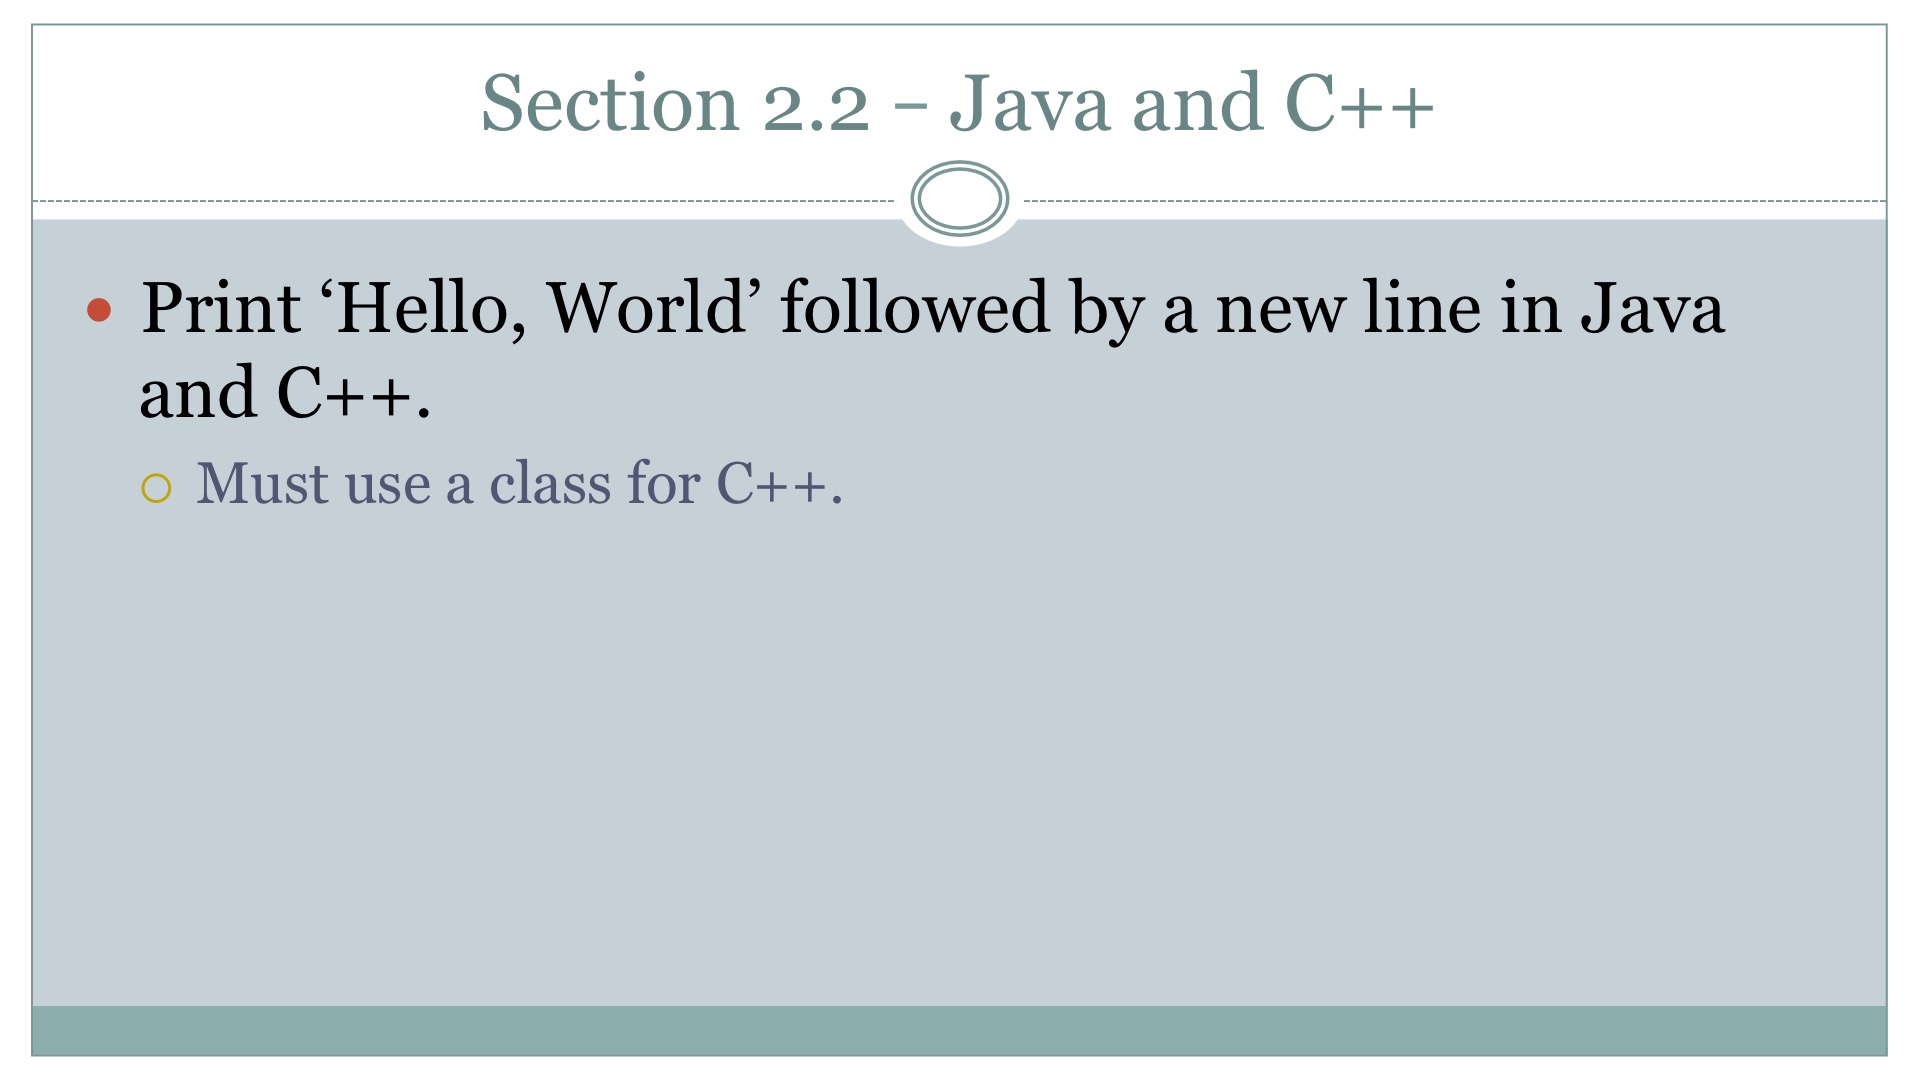 Section 2.2 – Java and C++
Print ‘Hello, World’ followed by a new line in Java
and C++.
Must use a class for C++.